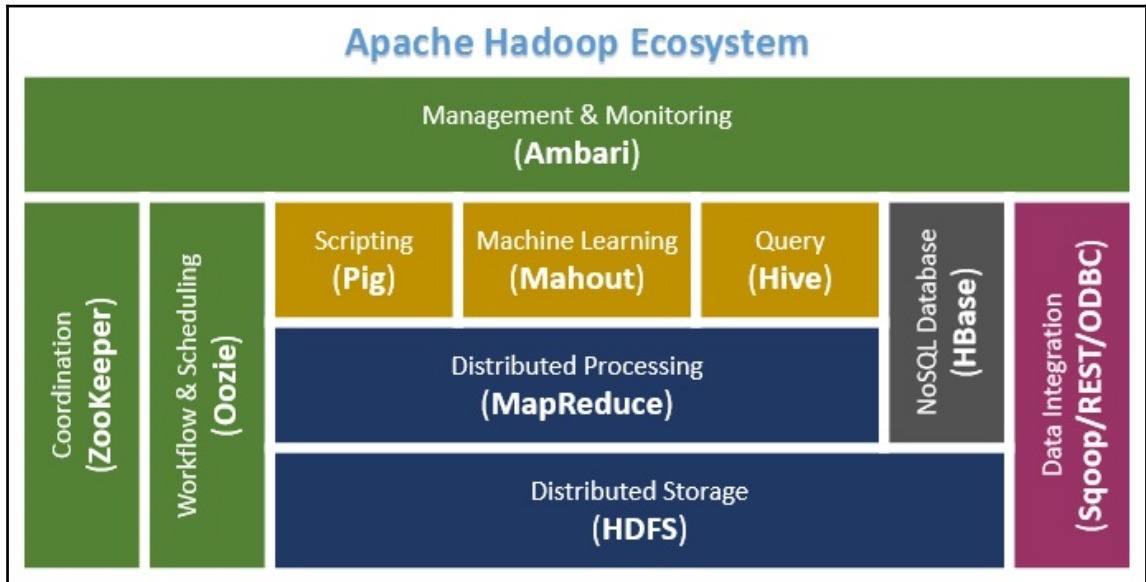 Apache Hadoop Ecosystem
Management & Monitoring
(Ambari)
Coordination
(ZooKeeper)
Workflow & Scheduling
(Oozie)
Scripting
(Pig)
Machine Learning
(Mahout)
Query
(Hive)
Distributed Processing
(MapReduce)
Distributed Storage
(HDFS)
NoSQL Database
(HBase)
Data Integration
(Sqoop/REST/ODBC)